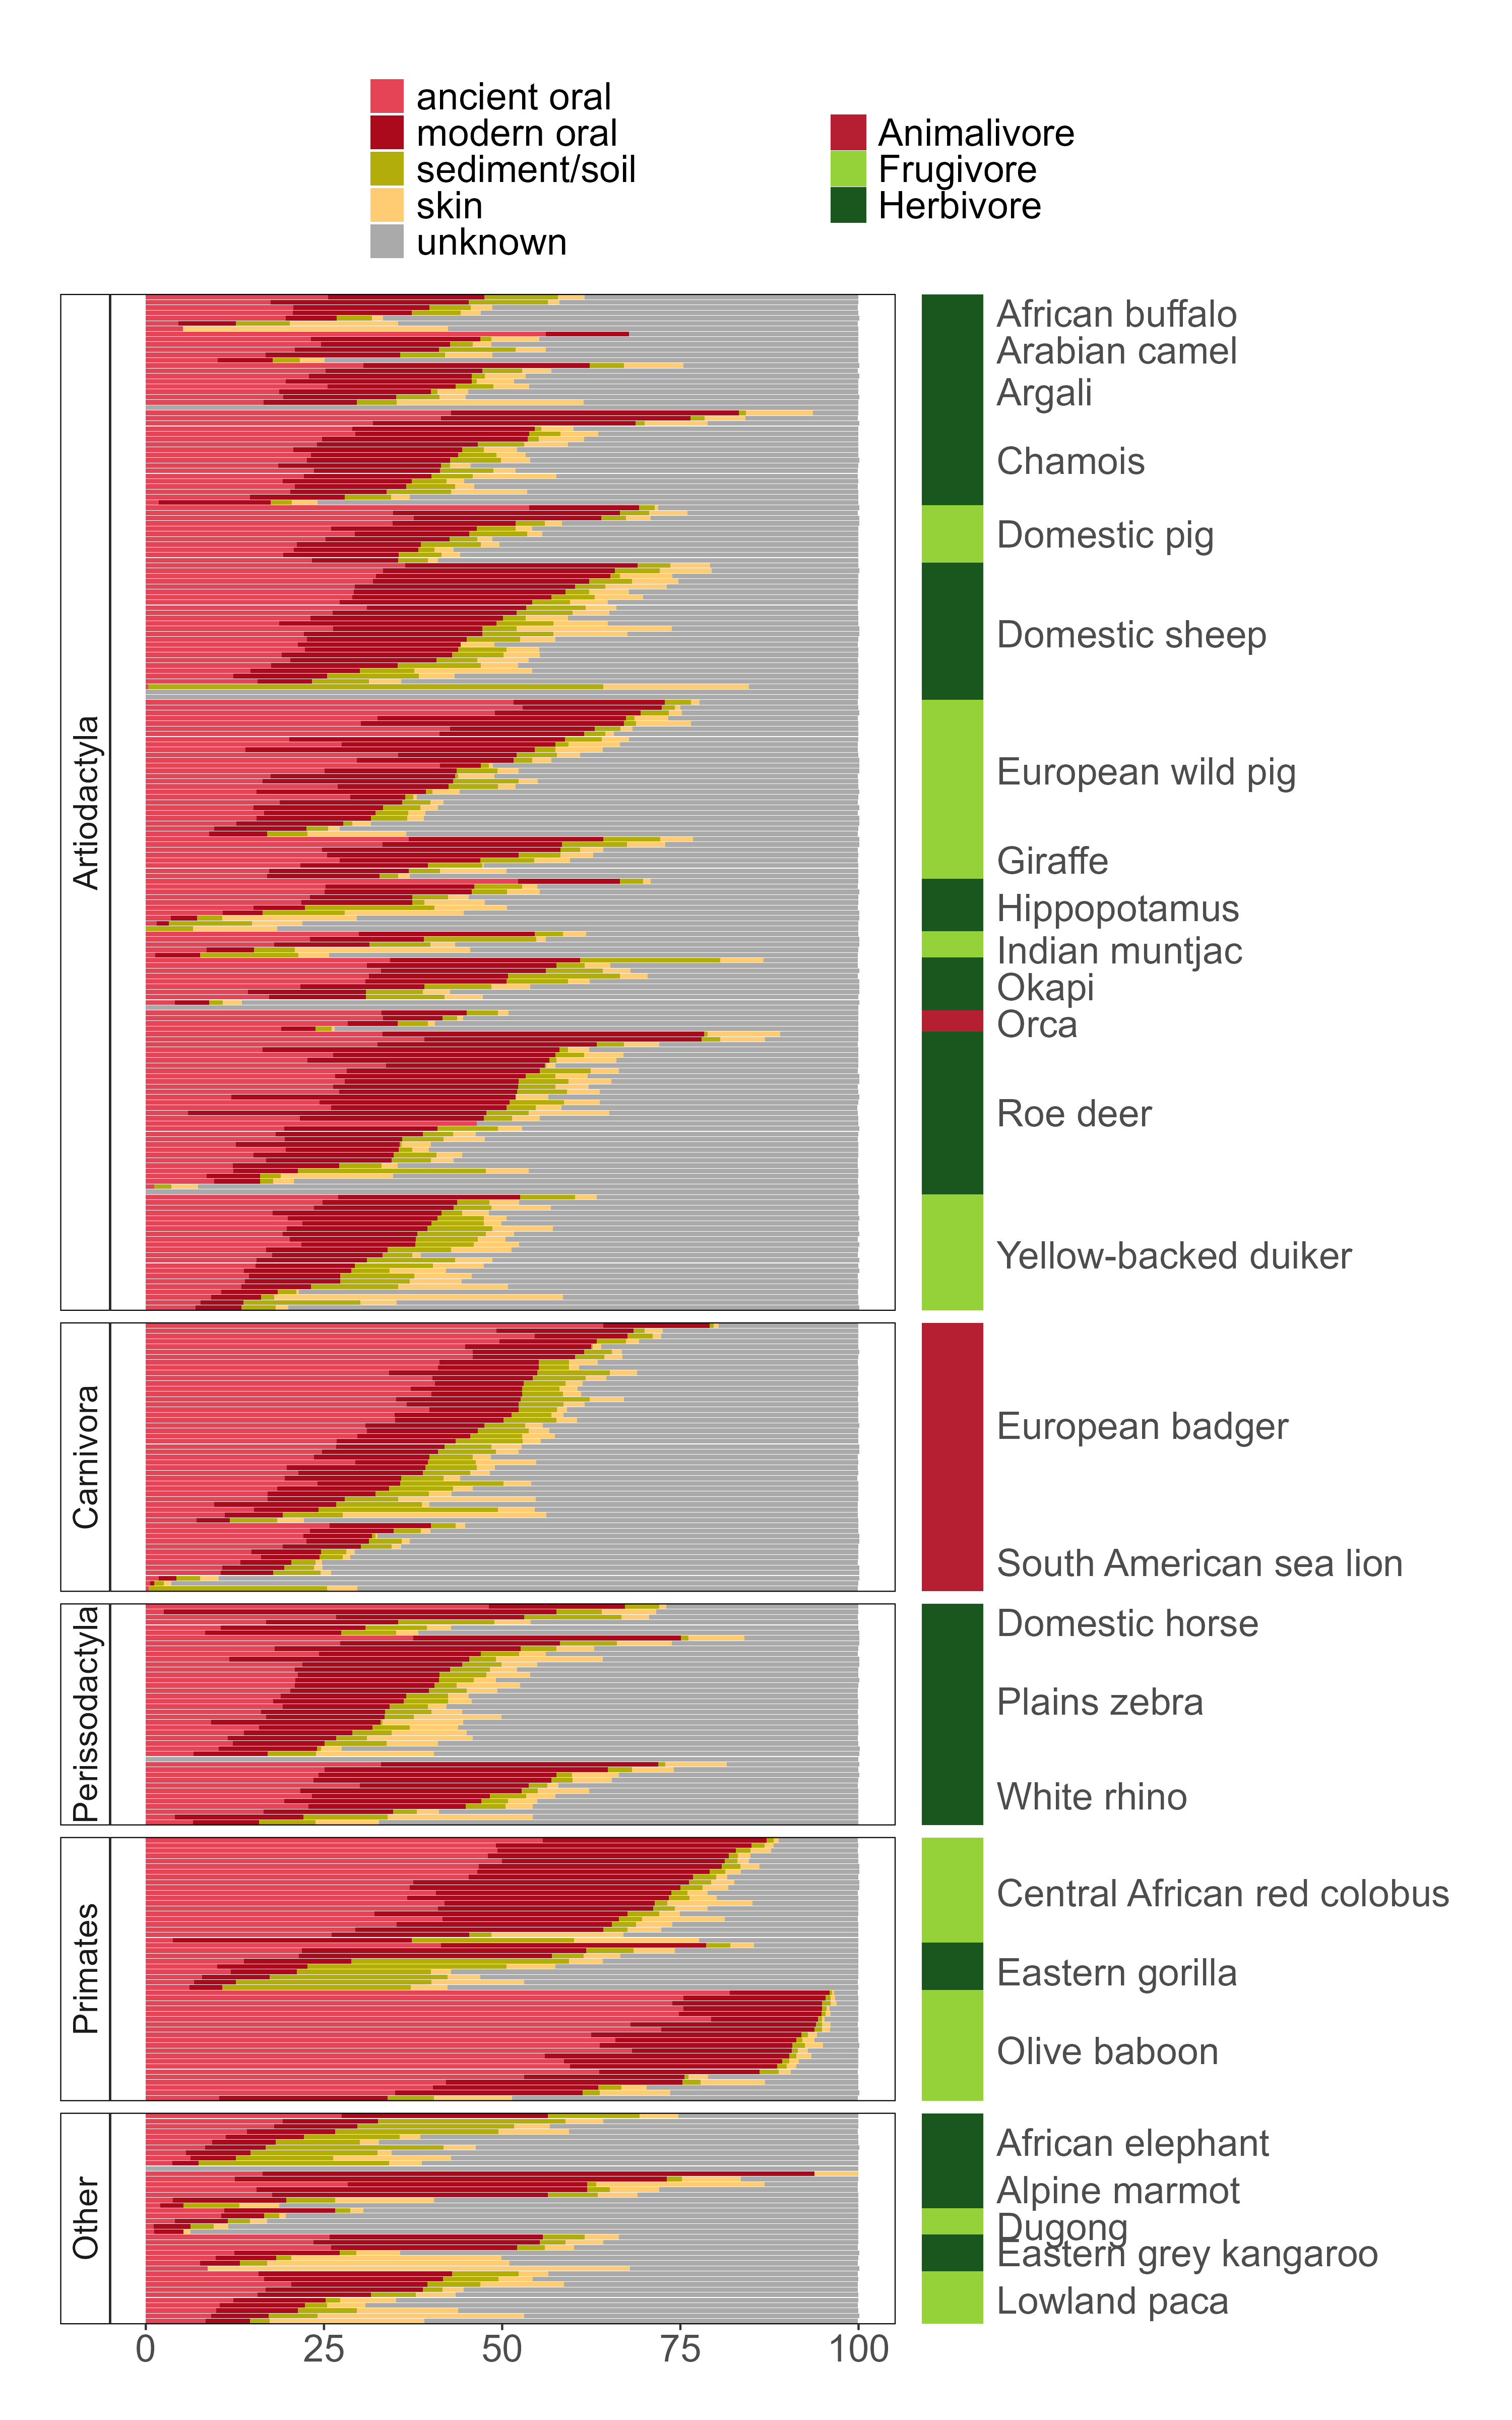 ancient oral
modern oral
sediment/soil
skin
unknown
Animalivore
Frugivore
Herbivore
Artiodactyla
African buffalo
Arabian camel
Argali
Chamois
Domestic pig
Domestic sheep
European wild pig
Giraffe
Hippopotamus
Indian muntjac
Okapi
Orca
Roe deer
Yellow-backed duiker
Carnivora
European badger
South American sea lion
Perissodactyla
Domestic horse
Plains zebra
White rhino
Primates
Central African red colobus
Eastern gorilla
Olive baboon
Other
African elephant
Alpine marmot
Dugong
Eastern grey kangaroo
Lowland paca
0 25 50 75 100